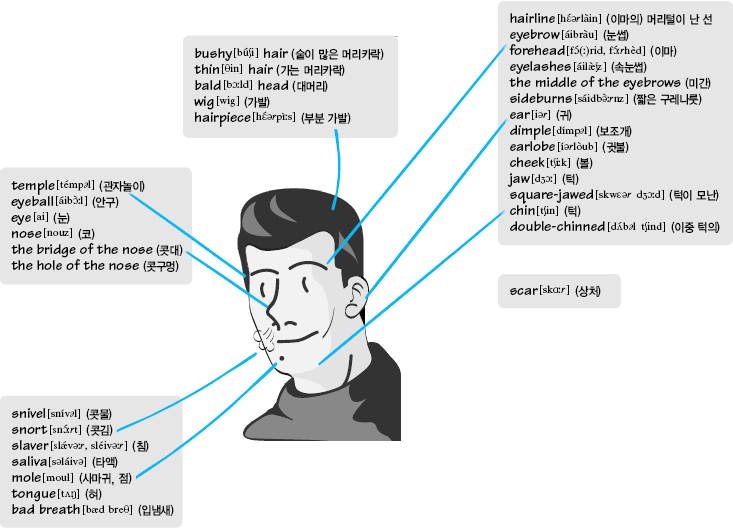 bushy[búʃi] hair (숱이 많은 머리카락)
thin[θin] hair (가는 머리카락)
bald[bɔːld] head (대머리)
wig[wig] (가발)
hairpiece[hɛ́ərpìːs] (부분 가발)
hairline[hɛ́ərlàin] (이마의) 머리털이 난 선
eyebrow[áibràu] (눈썹)
forehead[fɔ́(ː)rid, fɔ́ːrhèd] (이마)
eyelashes[áilæ̀ʃz] (속눈썹)
the middle of the eyebrows (미간)
sideburns[sáidbə̀ːrnz] (짧은 구레나룻)
ear[iər] (귀)
dimple[dímpəl] (보조개)
earlobe[íərlòub] (귓불)
cheek[tʃiːk] (볼)
jaw[dʒɔː] (턱)
square-jawed[skwɛər dʒɔːd] (턱이 모난)
chin[tʃin] (턱)
double-chinned[dʌ́bəl tʃind] (이중 턱의)
temple[témpəl] (관자놀이)
eyeball[áibɔ̀ːl] (안구)
eye[ai] (눈)
nose[nouz] (코)
the bridge of the nose (콧대)
the hole of the nose (콧구멍)
scar[skɑːr] (상처)
snivel[snívəl] (콧물)
snort[snɔːrt] (콧김)
slaver[slǽvəːr, sléivəːr] (침)
saliva[səláivə] (타액)
mole[moul] (사마귀, 점)
tongue[tʌŋ] (혀)
bad breath[bæd breθ] (입냄새)